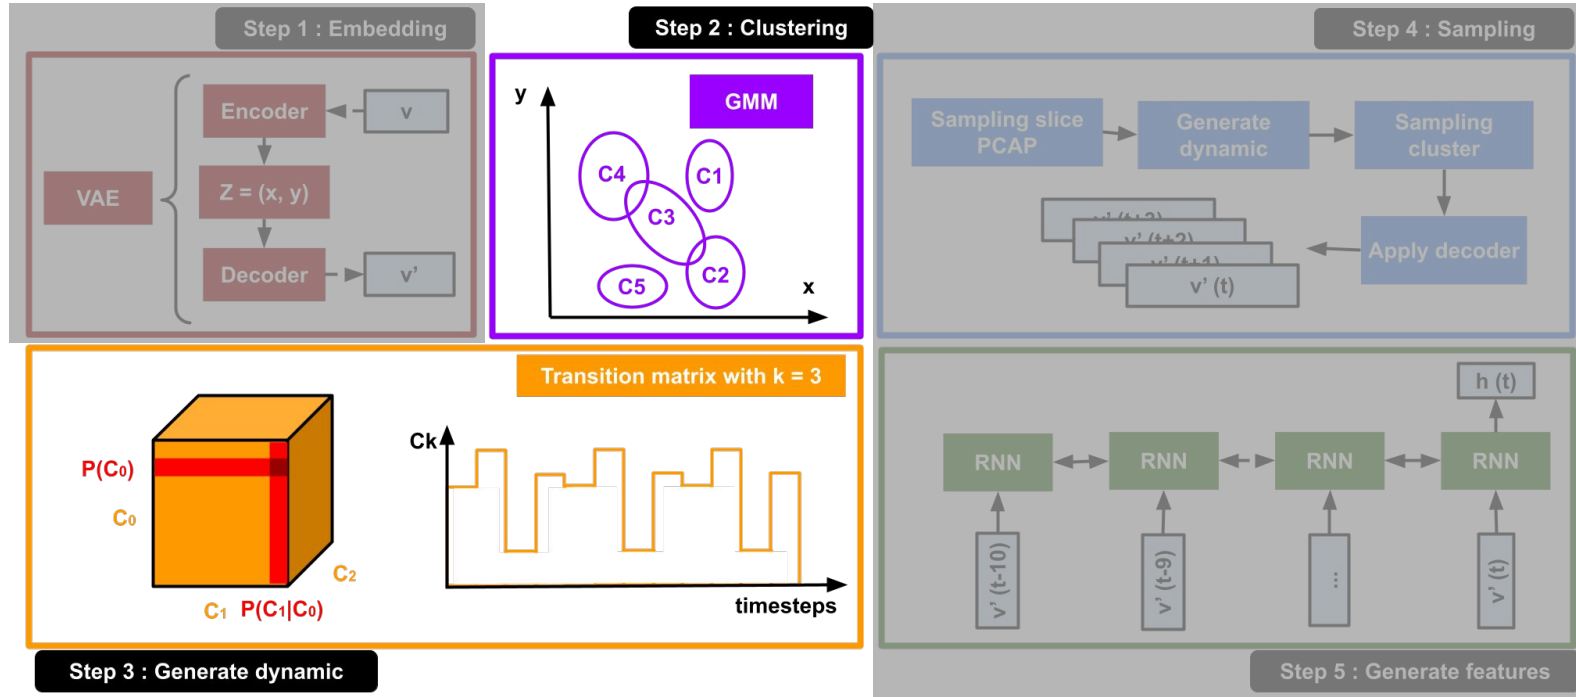 Step 1 : Embedding
Encoder
v
VAE
Z = (x, y)
Decoder
v’
Step 2 : Clustering
y
GMM
C4
C1
C3
C2
C5
x
Step 3 : Generate dynamic
Transition matrix with k = 3
P(C₀)
C₀
C₂
C₁
P(C₁|C₀)
Ck
timesteps
Step 4 : Sampling
Sampling slice
PCAP
Generate
dynamic
Sampling
cluster
Apply decoder
v’ (t+2)
v’ (t+1)
v’ (t)
Step 5 : Generate features
h (t)
RNN
RNN
RNN
RNN
v’ (t-10)
v’ (t-9)
...
v’ (t)